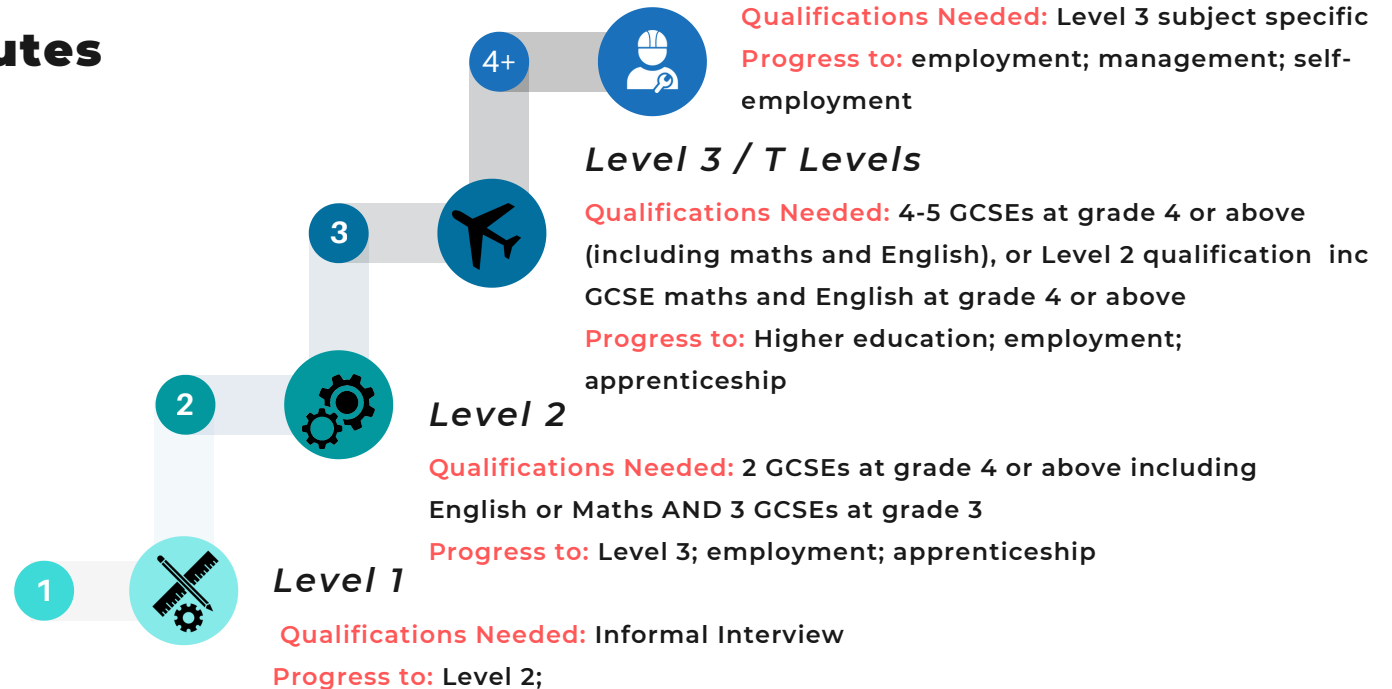 Qualifications Needed: Level 3 subject specific
Progress to: employment; management; self-
employment
4+
Level 3 / T Levels
Qualifications Needed: 4-5 GCSEs at grade 4 or above
(including maths and English), or Level 2 qualification inc
GCSE maths and English at grade 4 or above
Progress to: Higher education; employment;
apprenticeship
3
Level 2
Qualifications Needed: 2 GCSEs at grade 4 or above including
English or Maths AND 3 GCSEs at grade 3
Progress to: Level 3; employment; apprenticeship
2
Level 1
Qualifications Needed: Informal Interview
Progress to: Level 2;
1